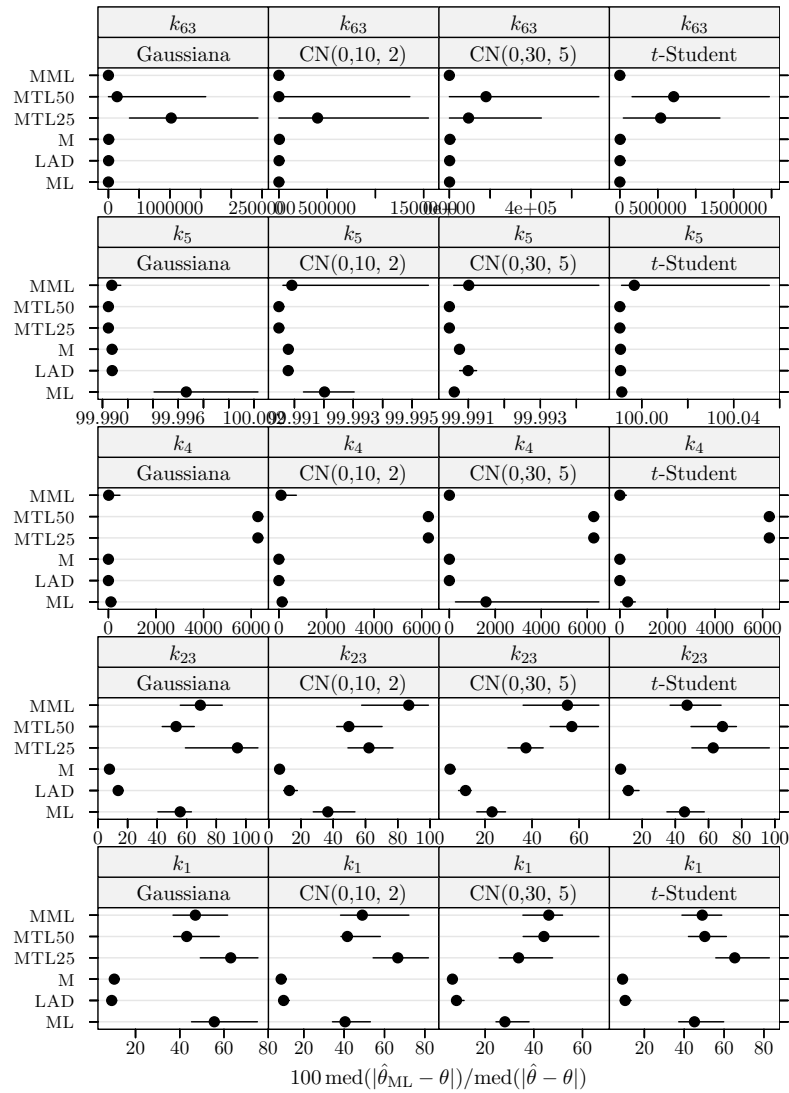 k63 k63 k63 k63
Gaussiana CN(0,10, 2) CN(0,30, 5) t-Student
MML
MTL50
MTL25
M
LAD
ML
0 1000000 0 500000 4e+05 0 500000 1500000
k5 k5 k5 k5
Gaussiana CN(0,10, 2) CN(0,30, 5) t-Student
MML
MTL50
MTL25
M
LAD
ML
99.990 99.996 99.993 99.995 99.991 99.993 100.00 100.04
k4 k4 k4 k4
Gaussiana CN(0,10, 2) CN(0,30, 5) t-Student
MML
MTL50
MTL25
M
LAD
ML
0 2000 4000 6000 0 2000 4000 6000 0 2000 4000 6000 0 2000 4000 6000
k23 k23 k23 k23
Gaussiana CN(0,10, 2) CN(0,30, 5) t-Student
MML
MTL50
MTL25
M
LAD
ML
0 20 40 60 80 100 0 20 40 60 80 100 20 40 60 20 40 60 80 100
k1 k1 k1 k1
Gaussiana CN(0,10, 2) CN(0,30, 5) t-Student
MML
MTL50
MTL25
M
LAD
ML
20 40 60 80 20 40 60 80 20 40 60 20 40 60 80
100 med(|θ̂ML − θ|)/med(|θ̂ − θ|)